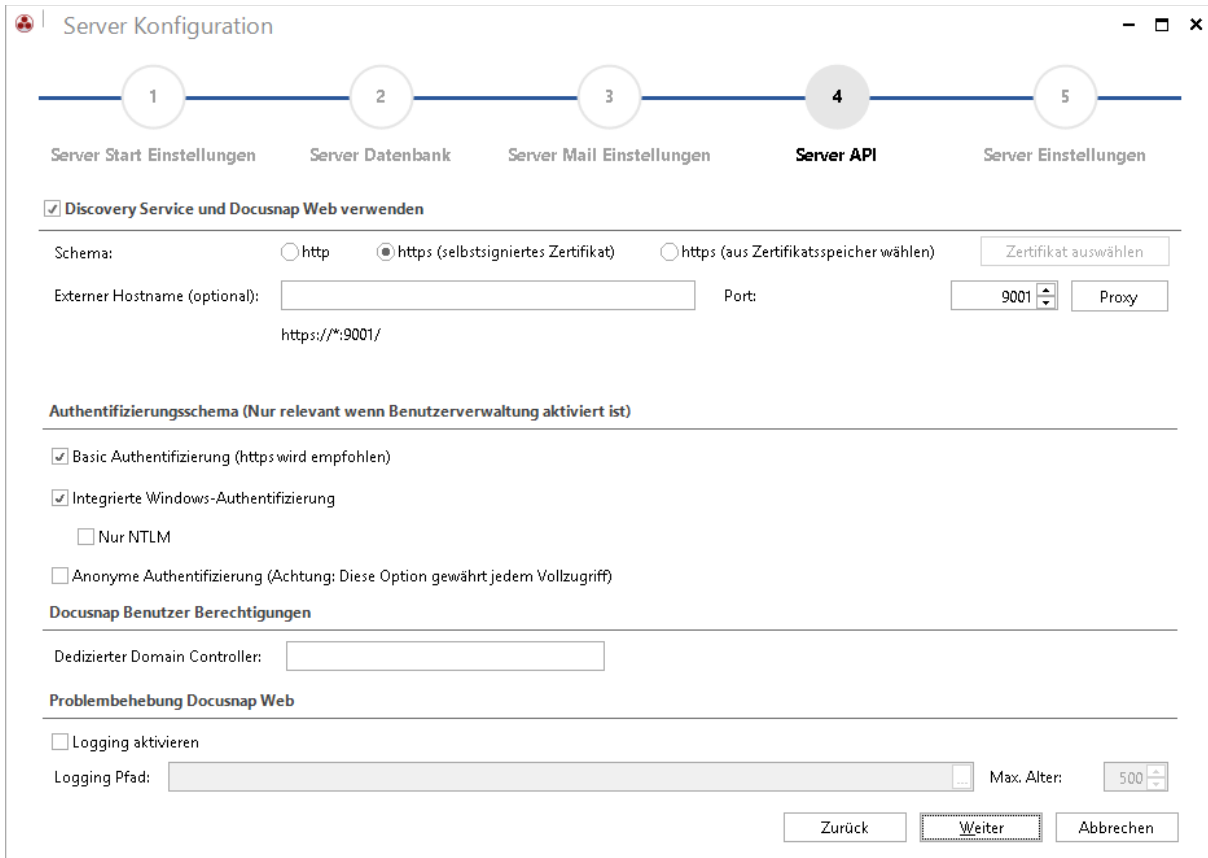 Server Konfiguration
1 2 3 4 5
Server Start Einstellungen Server Datenbank Server Mail Einstellungen Server API Server Einstellungen
Discovery Service und Docusnap Web verwenden
Schema: http https (selbstsigniertes Zertifikat) https (aus Zertifikatsspeicher wählen) Zertifikat auswählen
Externer Hostname (optional): Port: 9001 Proxy
https://*:9001/
Authentifizierungsschema (Nur relevant wenn Benutzerverwaltung aktiviert ist)
Basic Authentifizierung (https wird empfohlen)
Integrierte Windows-Authentifizierung
Nur NTLM
Anonyme Authentifizierung (Achtung: Diese Option gewährt jedem Vollzugriff)
Docusnap Benutzer Berechtigungen
Dedizierter Domain Controller:
Problembehebung Docusnap Web
Logging aktivieren
Logging Pfad: ... Max. Alter: 500
Zurück Weiter Abbrechen